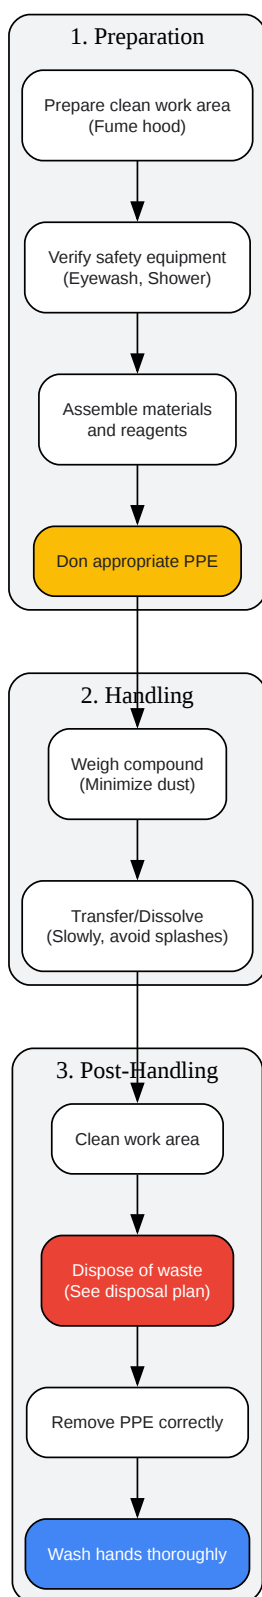 1. Preparation
Prepare clean work area
(Fume hood)
Verify safety equipment
(Eyewash, Shower)
Assemble materials
and reagents
Don appropriate PPE
2. Handling
Weigh compound
(Minimize dust)
Transfer/Dissolve
(Slowly, avoid splashes)
3. Post-Handling
Clean work area
Dispose of waste
(See disposal plan)
Remove PPE correctly
Wash hands thoroughly